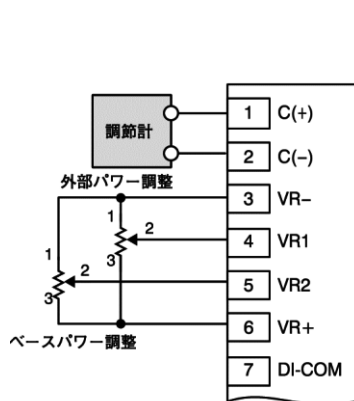 調節計
1 C(+)
2 C(−)
外部パワー調整
3 VR−
1
2
4 VR1
3
1
2
5 VR2
3
6 VR+
ベースパワー調整
7 DI-COM